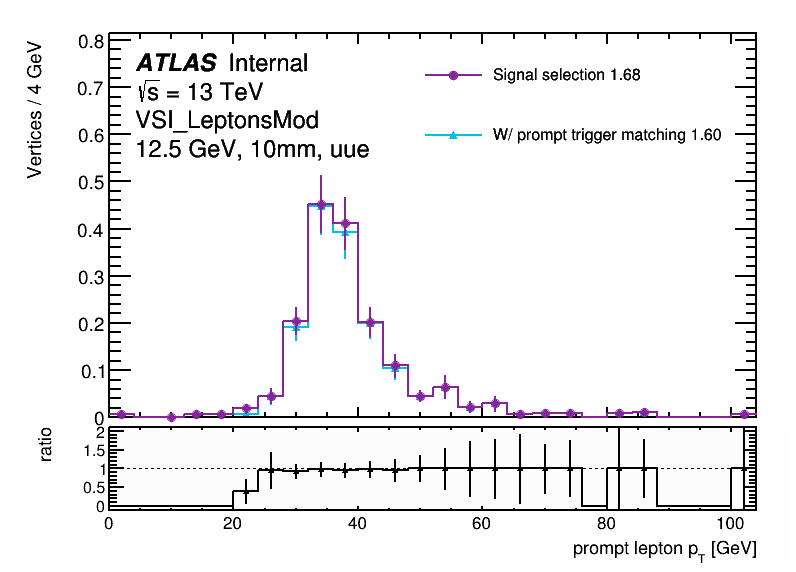 Vertices / 4 GeV
0.8
0.7
0.6
0.5
0.4
0.3
0.2
0.1
0
ATLAS Internal
√s = 13 TeV
VSI_LeptonsMod
12.5 GeV, 10mm, uue
Signal selection 1.68
W/ prompt trigger matching 1.60
ratio
2
1.5
1
0.5
0
0 20 40 60 80 100
prompt lepton p_T [GeV]